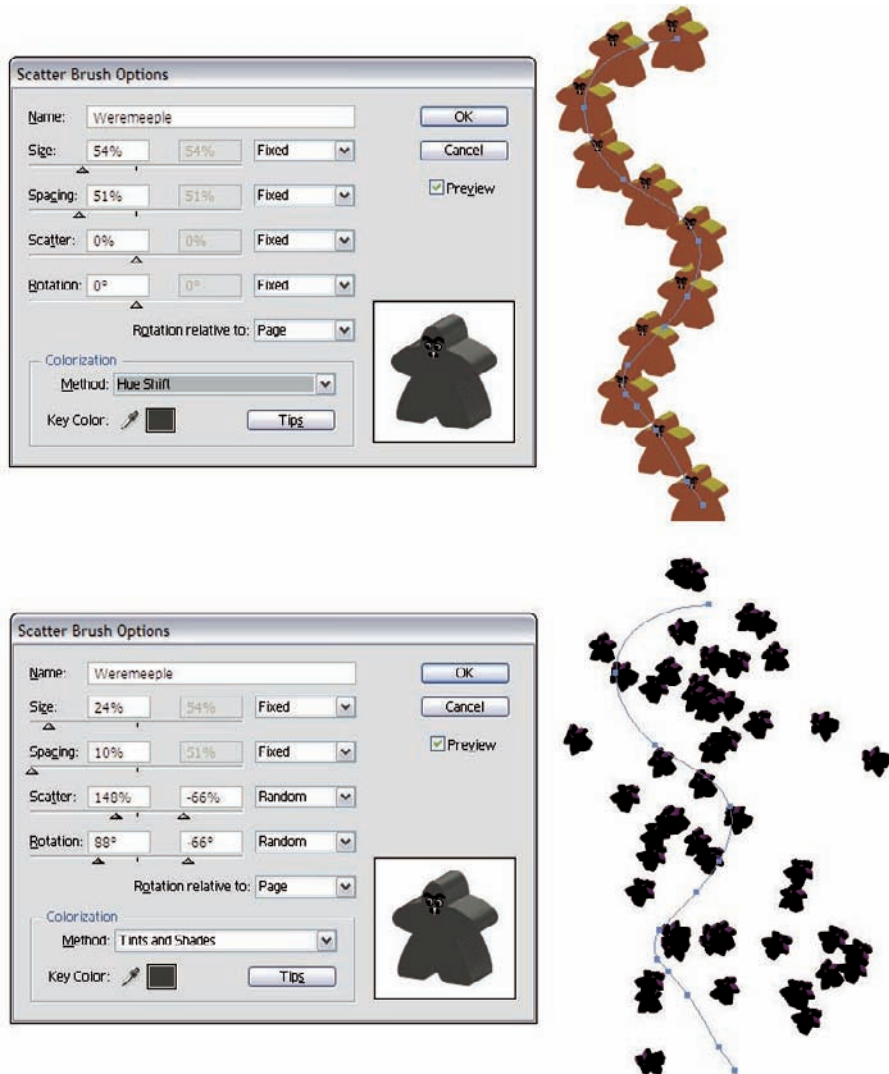 Scatter Brush Options
Name: Weremeeple
OK
Size: 54% 54% Fixed
Cancel
Spacing: 51% 51% Fixed
Preview
Scatter: 0% 0% Fixed
Rotation: 0° 0° Fixed
Rotation relative to: Page
Colorization
Method: Hue Shift
Key Color: Tips
Scatter Brush Options
Name: Weremeeple
OK
Size: 24% 54% Fixed
Cancel
Spacing: 10% 51% Fixed
Preview
Scatter: 148% -66% Random
Rotation: 88° -66° Random
Rotation relative to: Page
Colorization
Method: Tints and Shades
Key Color: Tips